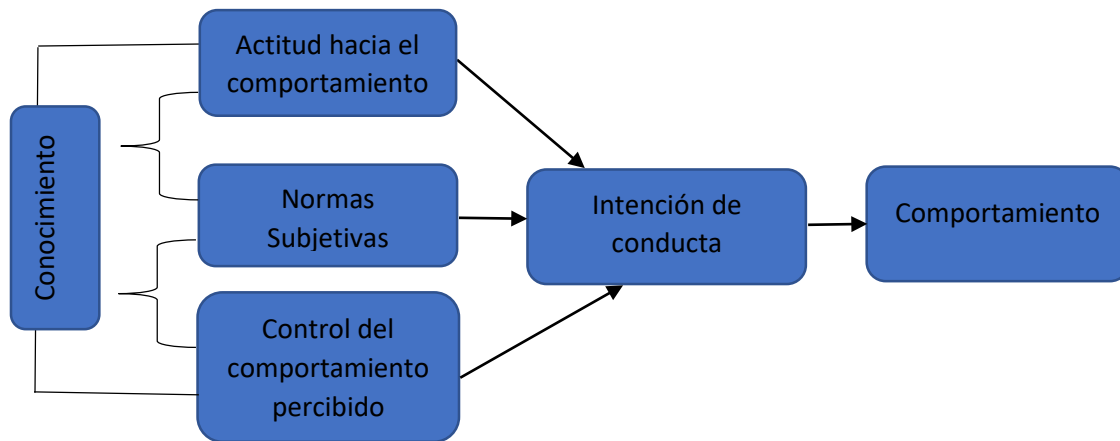 Conocimiento
Actitud hacia el
comportamiento
Normas
Subjetivas
Control del
comportamiento
percibido
Intención de
conducta
Comportamiento